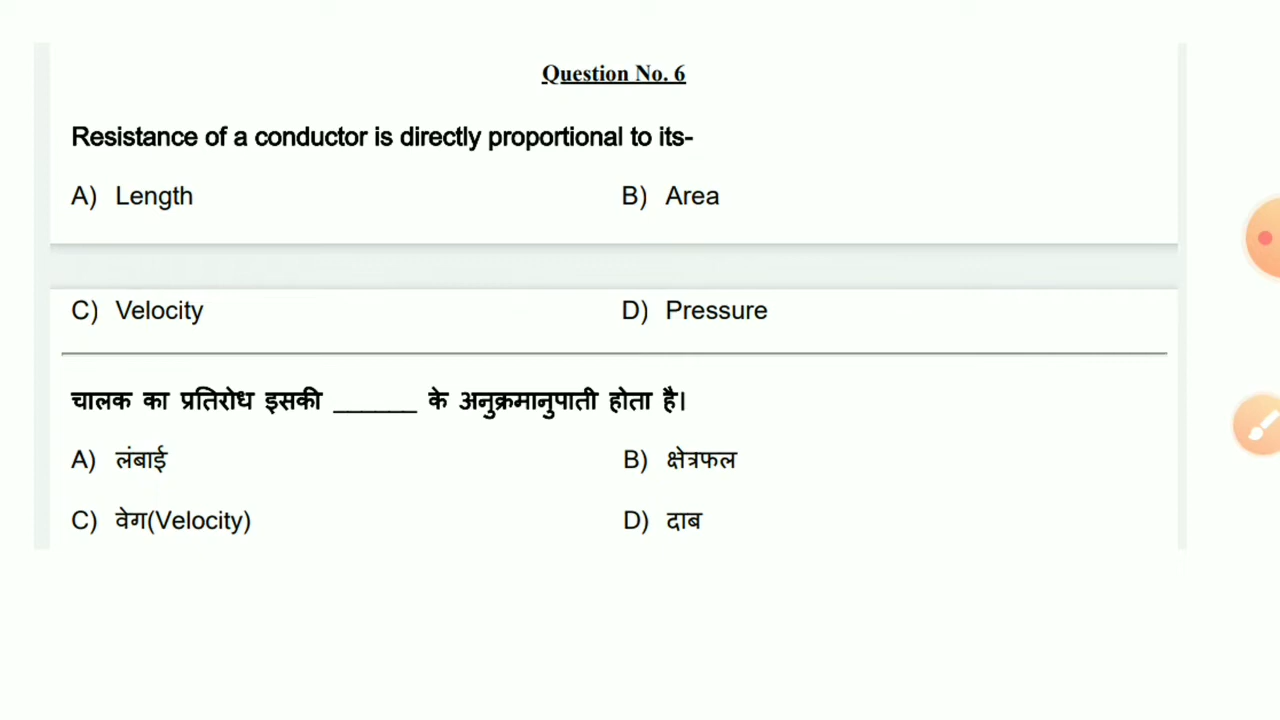 Question No. 6
Resistance of a conductor is directly proportional to its-
A) Length B) Area
C) Velocity D) Pressure
चालक का प्रतिरोध इसकी ______ के अनुक्रमानुपाती होता है।
A) लंबाई B) क्षेत्रफल
C) वेग(Velocity) D) दाब